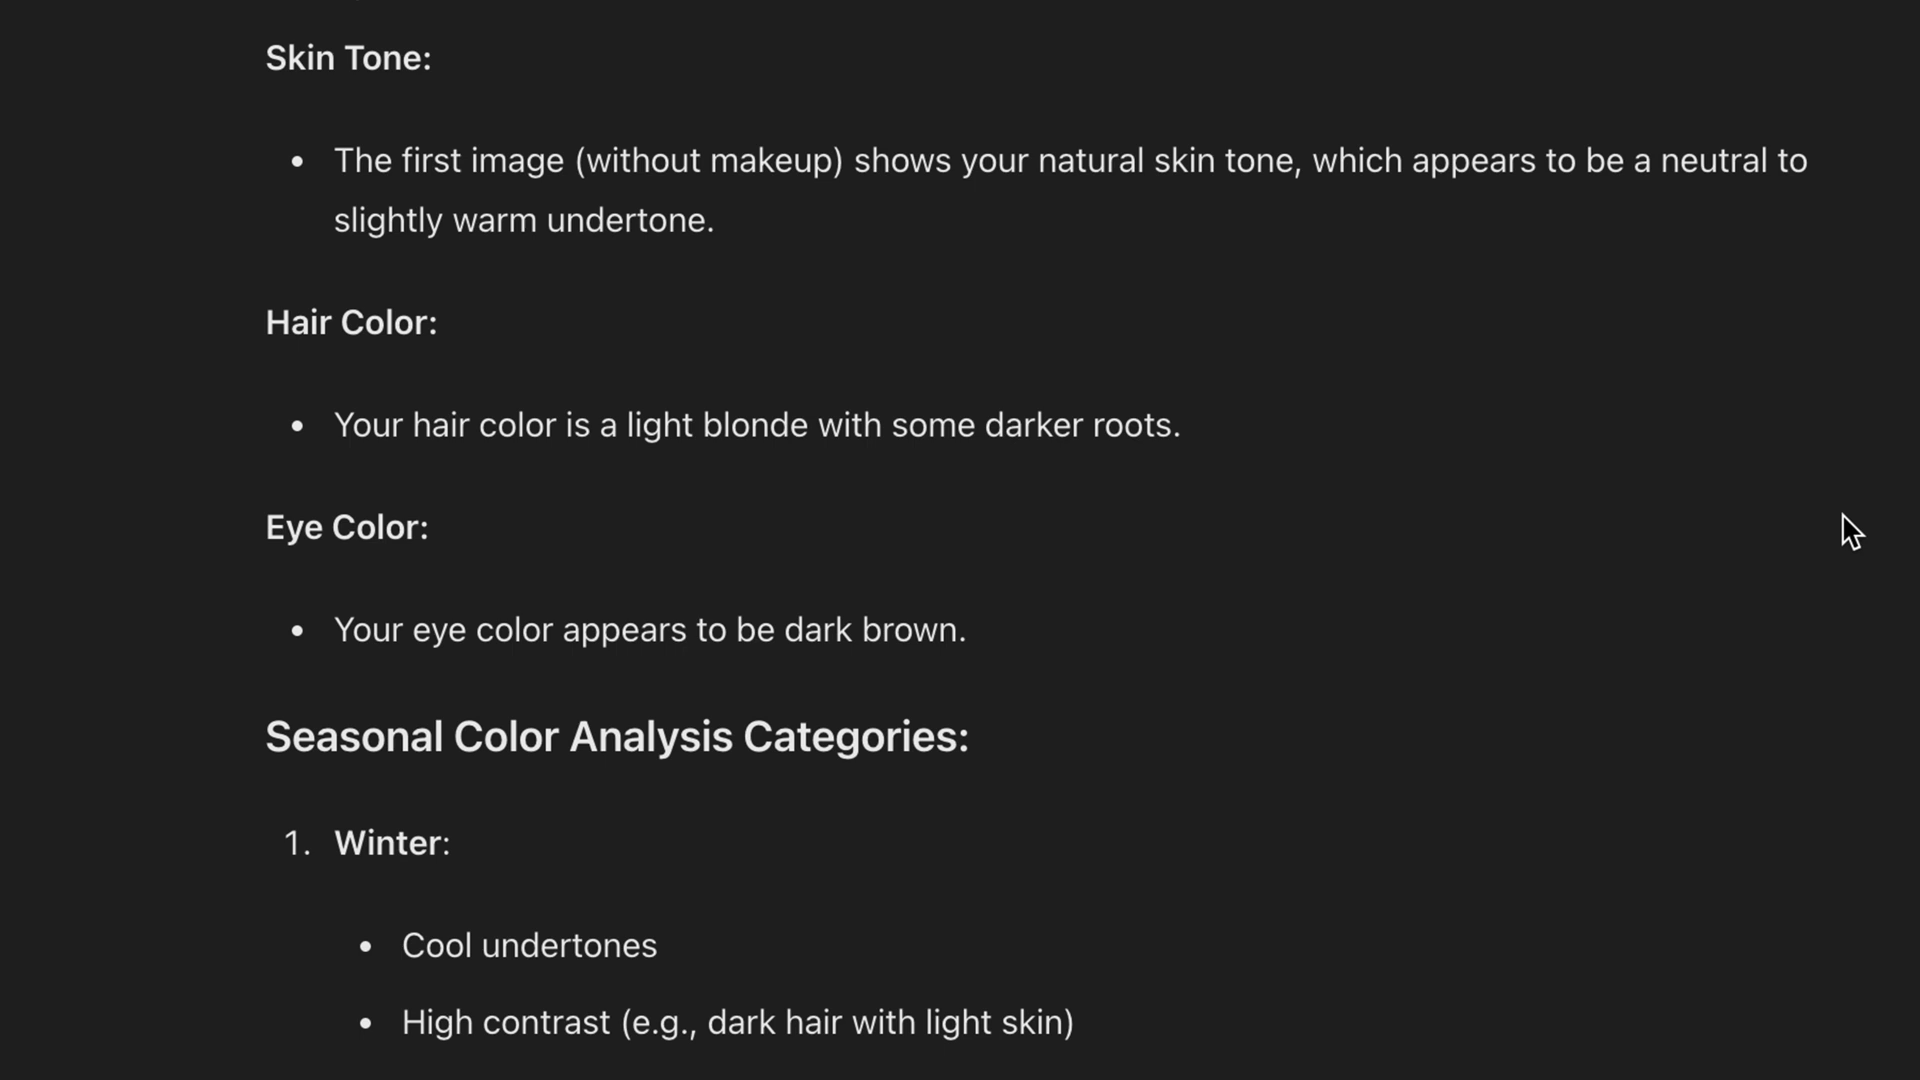 Skin Tone:
• The first image (without makeup) shows your natural skin tone, which appears to be a neutral to
slightly warm undertone.
Hair Color:
• Your hair color is a light blonde with some darker roots.
Eye Color:
• Your eye color appears to be dark brown.
Seasonal Color Analysis Categories:
1. Winter:
• Cool undertones
• High contrast (e.g., dark hair with light skin)